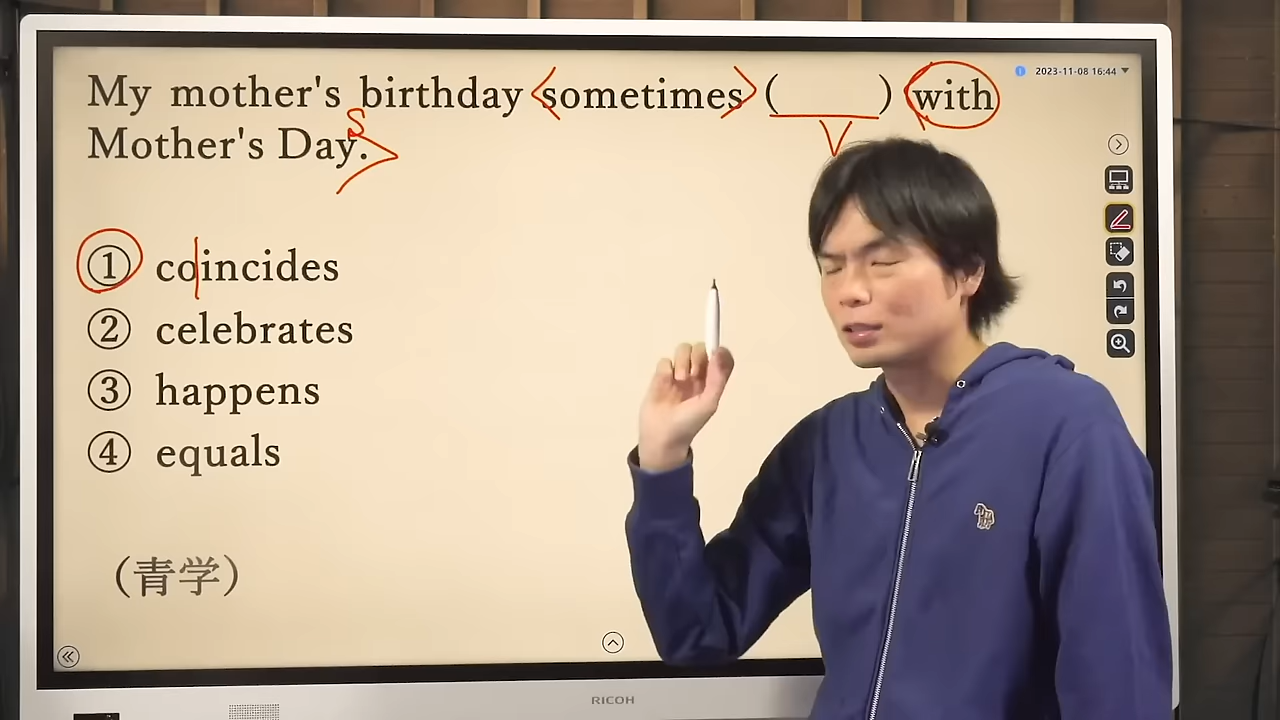 My mother's birthday sometimes (  ) with
S
V
Mother's Day.
2023-11-08 16:44
① coincides
② celebrates
③ happens
④ equals
(青学)
RICOH